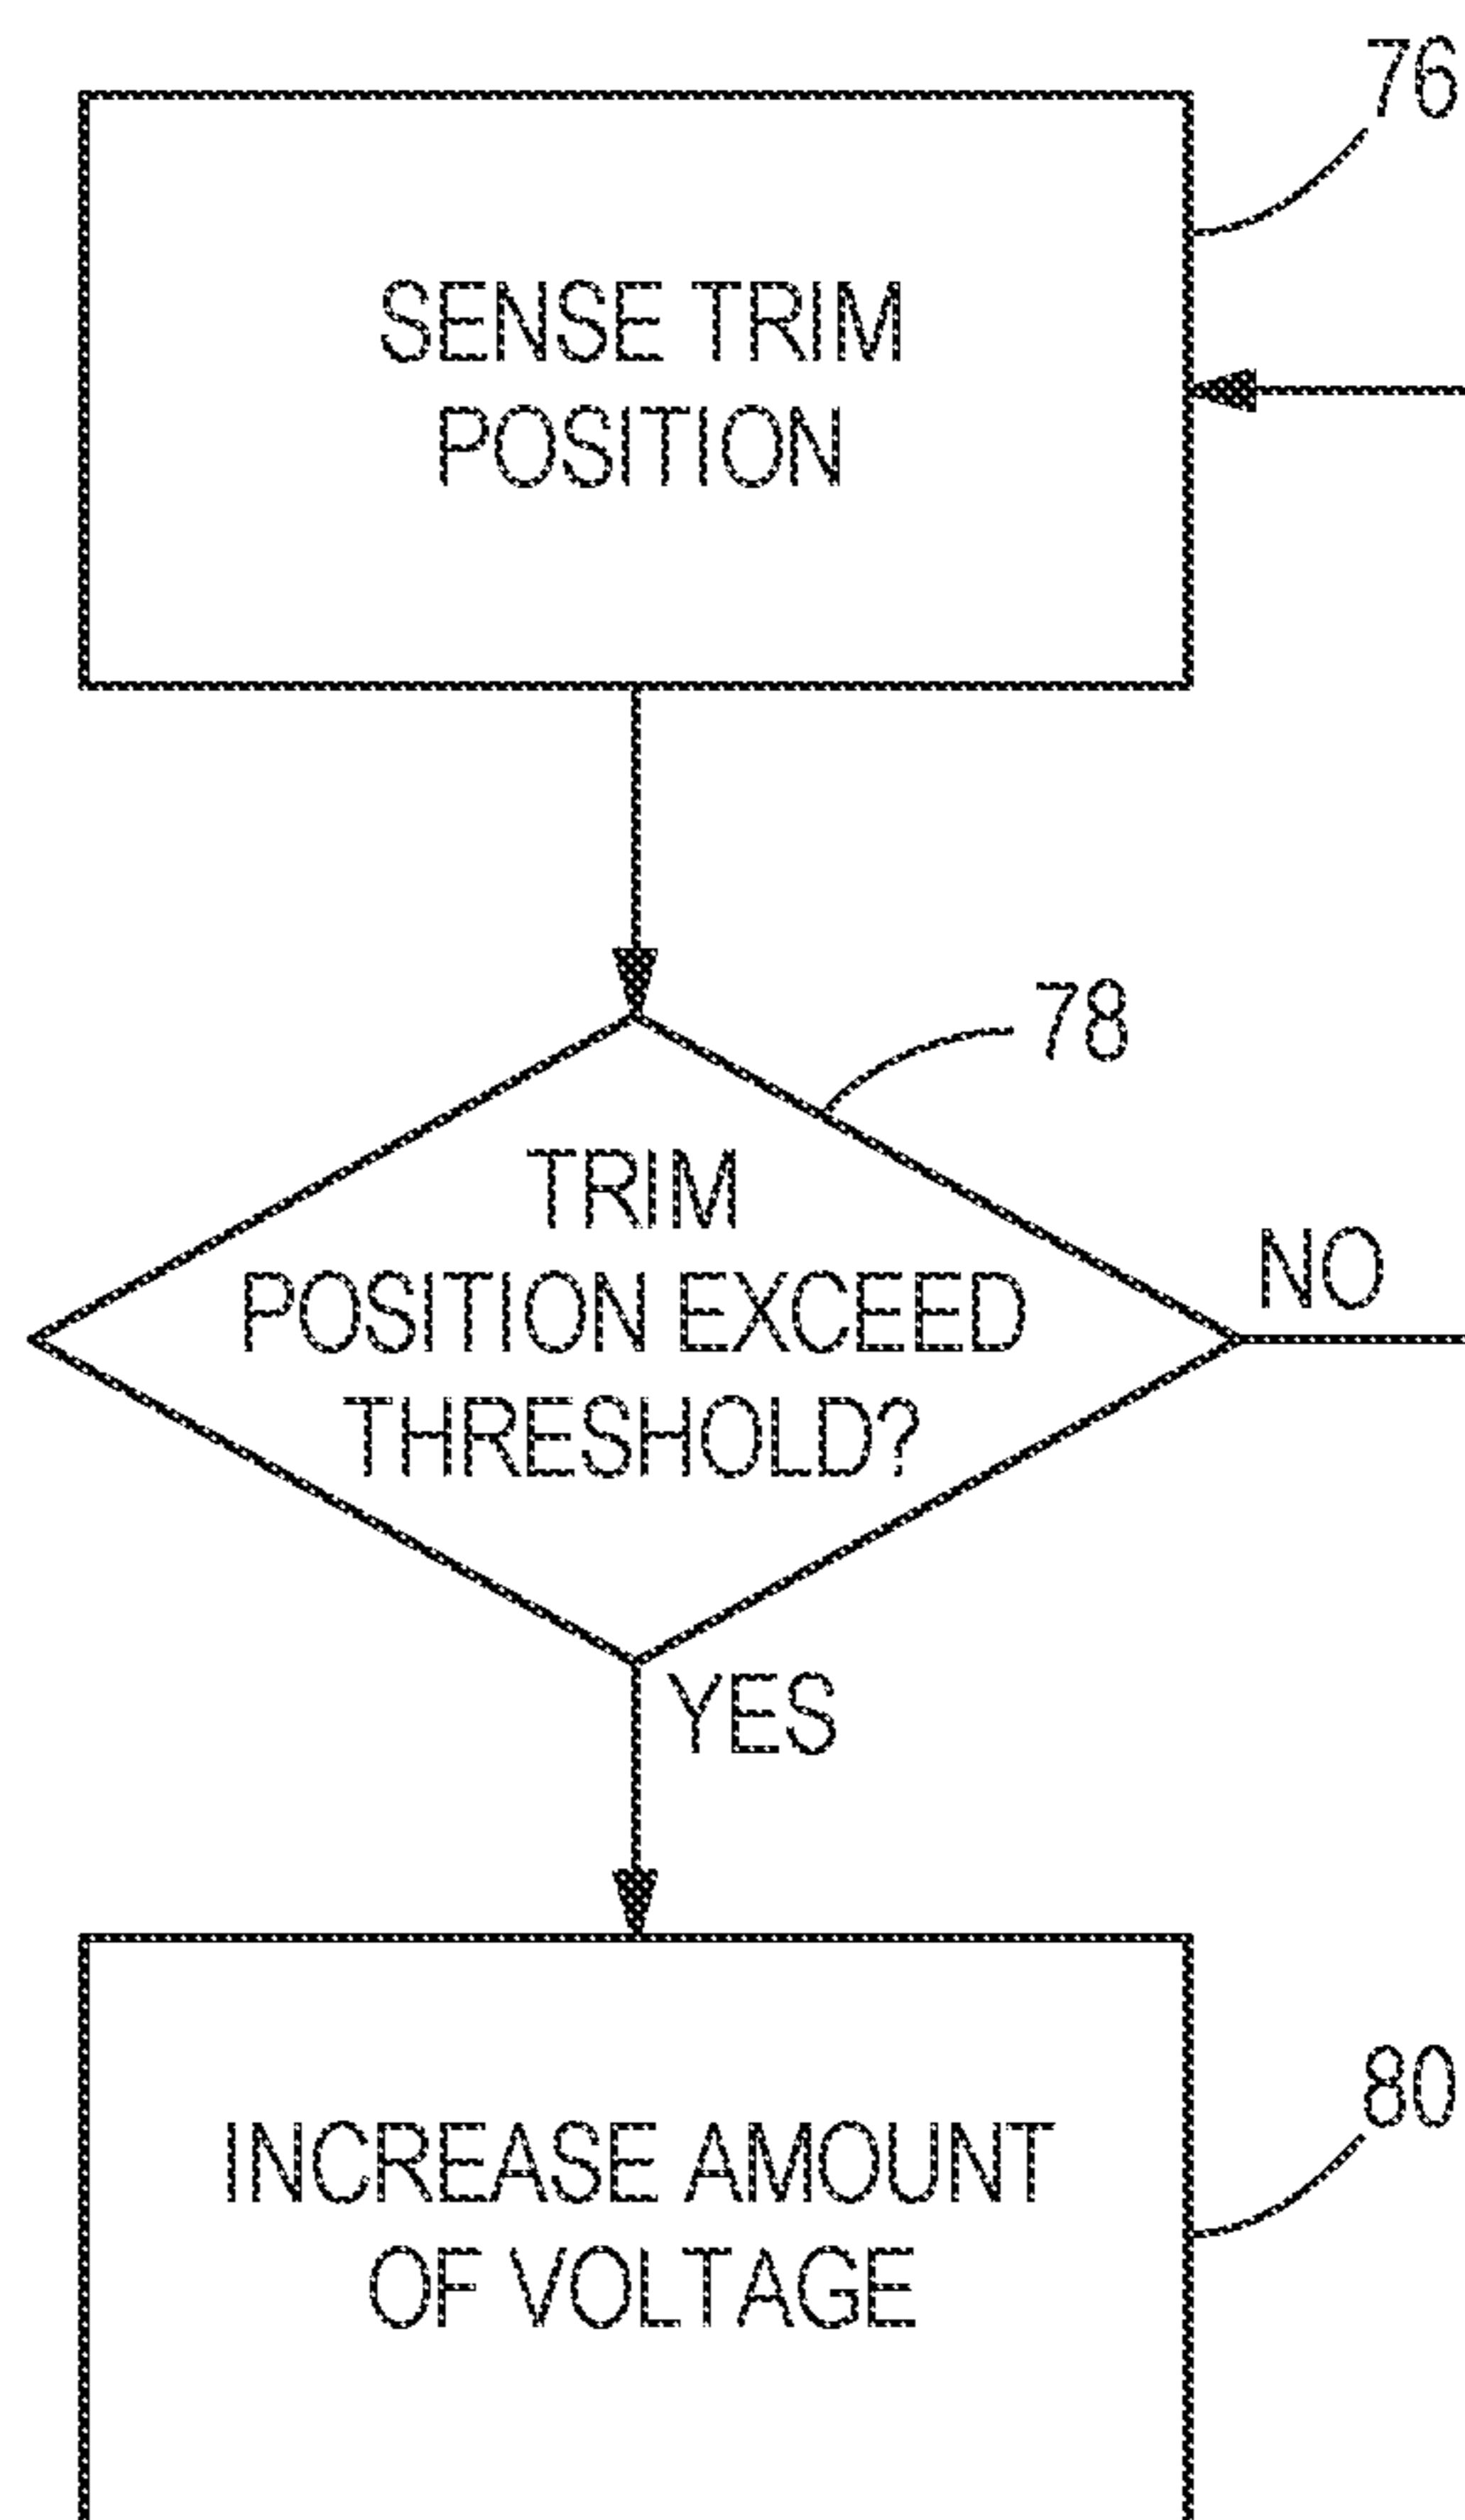 76
SENSE TRIM
POSITION
78
TRIM
POSITION EXCEED
THRESHOLD?
NO
YES
80
INCREASE AMOUNT
OF VOLTAGE